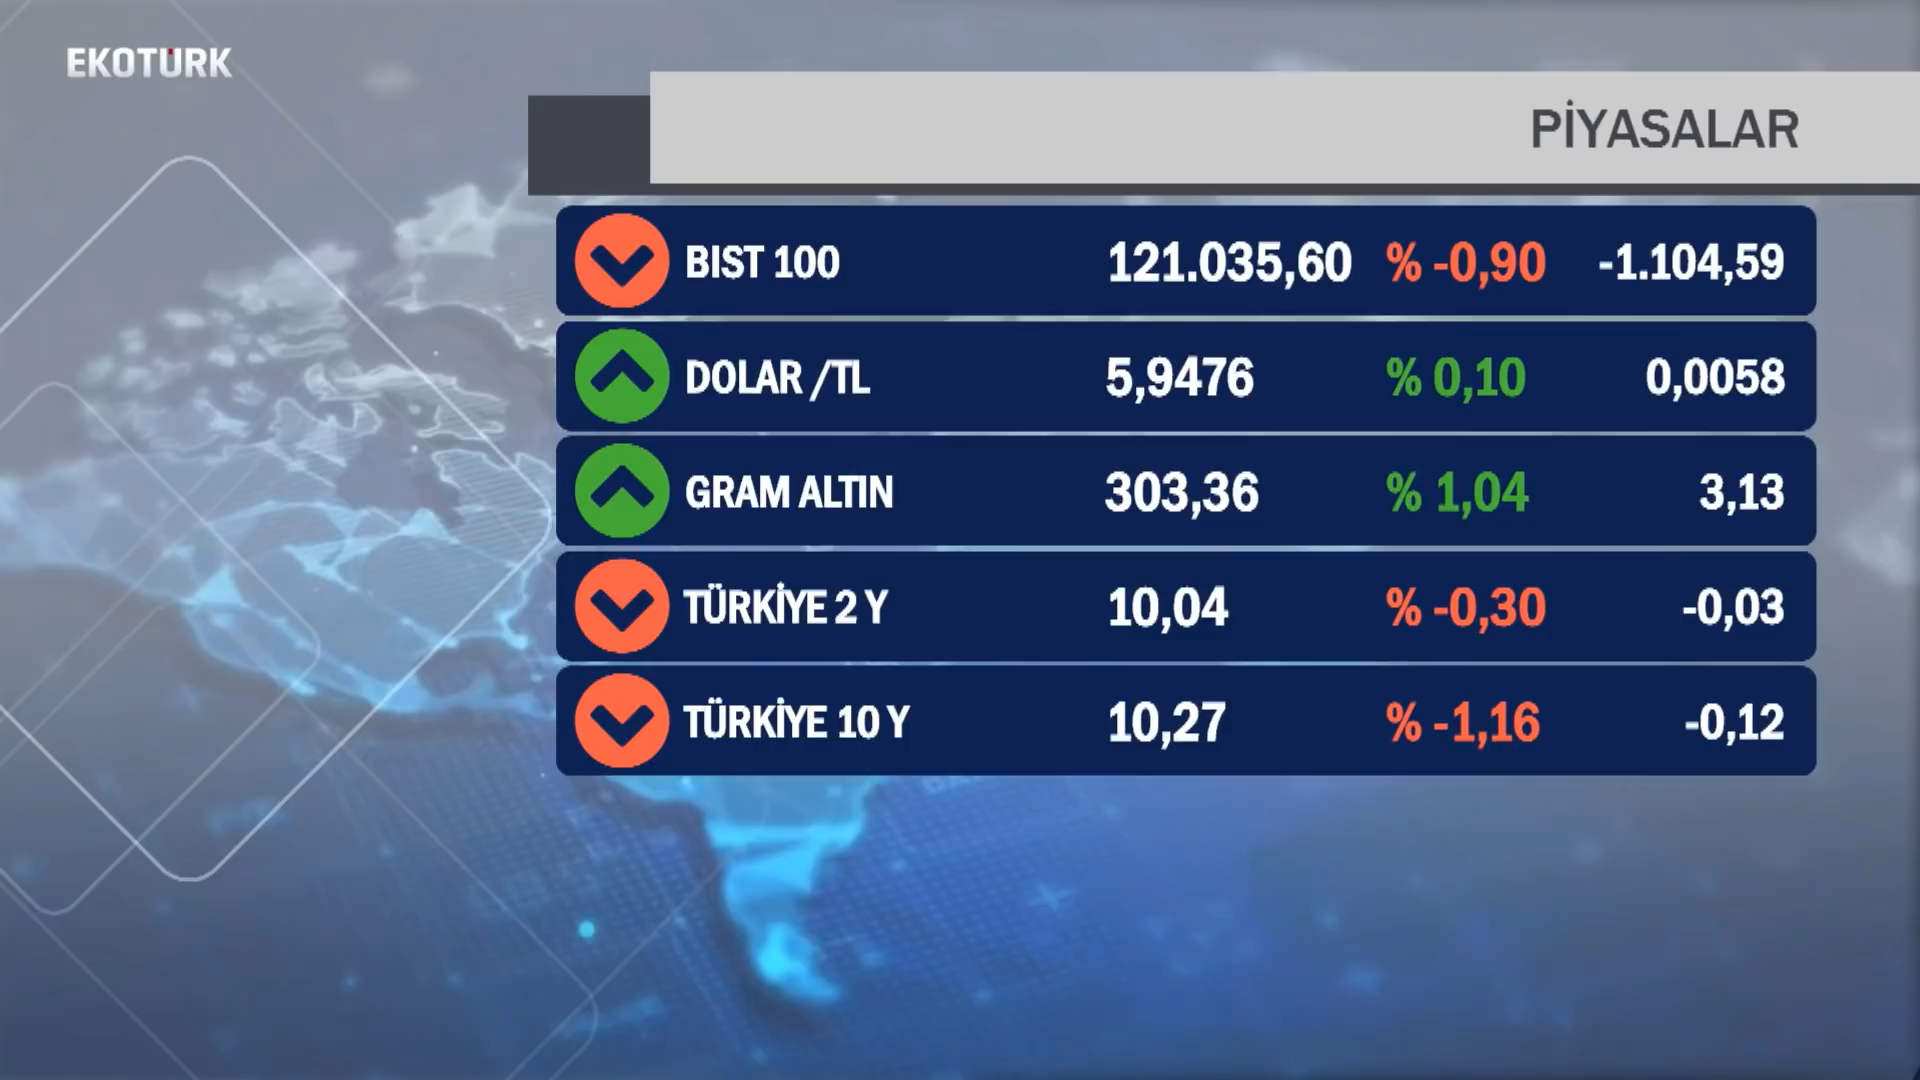 EKOTÜRK
PİYASALAR
BIST 100 121.035,60 % -0,90 -1.104,59
DOLAR /TL 5,9476 % 0,10 0,0058
GRAM ALTIN 303,36 % 1,04 3,13
TÜRKİYE 2 Y 10,04 % -0,30 -0,03
TÜRKİYE 10 Y 10,27 % -1,16 -0,12